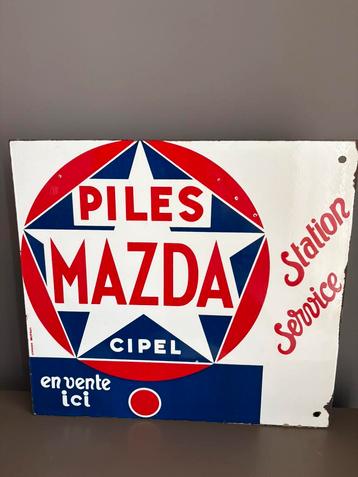 PILES
MAZDA
CIPEL
en vente
ici
Station
Service